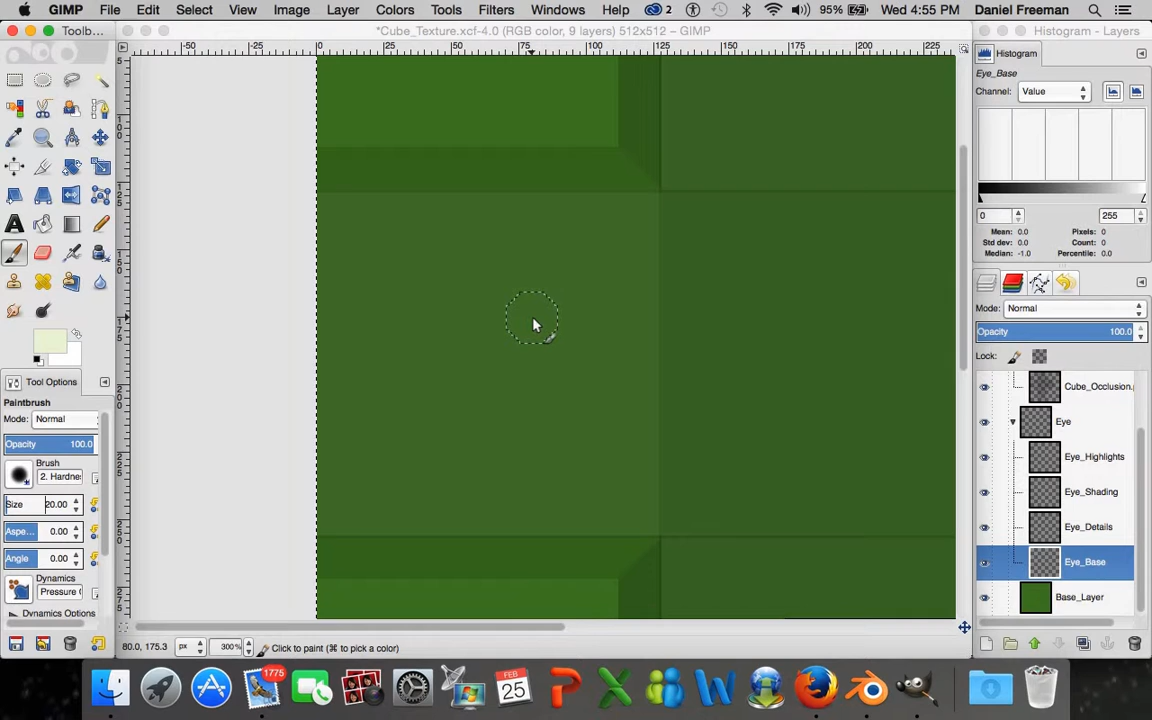 GIMP File Edit Select View Image Layer Colors Tools Filters Windows Help 2 95% Wed 4:55 PM Daniel Freeman
Toolb...
*Cube_Texture.xcf-4.0 (RGB color, 9 layers) 512x512 – GIMP
Histogram - Layers
-50 -25 0 25 50 75 100 125 150 175 200 225
Histogram
Eye_Base
Channel: Value
0 255
Mean: 0.0 Pixels: 0
Std dev: 0.0 Count: 0
Median: -1.0 Percentile: 0.0
Mode: Normal
Opacity 100.0
Lock:
Cube_Occlusion.
Eye
Eye_Highlights
Eye_Shading
Eye_Details
Eye_Base
Base_Layer
Tool Options
Paintbrush
Mode: Normal
Opacity 100.0
Brush
2. Hardne
Size 20.00
Aspe... 0.00
Angle 0.00
Dynamics
Pressure
Dynamics Options
80.0, 175.3 px 300% Click to paint (⌘ to pick a color)
1775
FEB
25